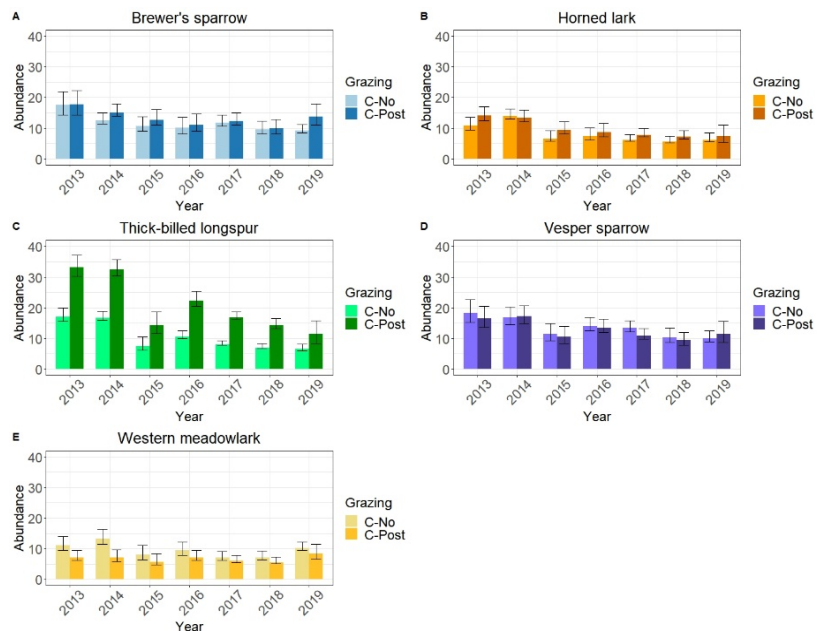 A
Brewer's sparrow
40
30
20
10
0
Abundance
2013
2014
2015
2016
2017
2018
2019
Year
Grazing
C-No
C-Post
B
Horned lark
40
30
20
10
0
Abundance
2013
2014
2015
2016
2017
2018
2019
Year
Grazing
C-No
C-Post
C
Thick-billed longspur
40
30
20
10
0
Abundance
2013
2014
2015
2016
2017
2018
2019
Year
Grazing
C-No
C-Post
D
Vesper sparrow
40
30
20
10
0
Abundance
2013
2014
2015
2016
2017
2018
2019
Year
Grazing
C-No
C-Post
E
Western meadowlark
40
30
20
10
0
Abundance
2013
2014
2015
2016
2017
2018
2019
Year
Grazing
C-No
C-Post